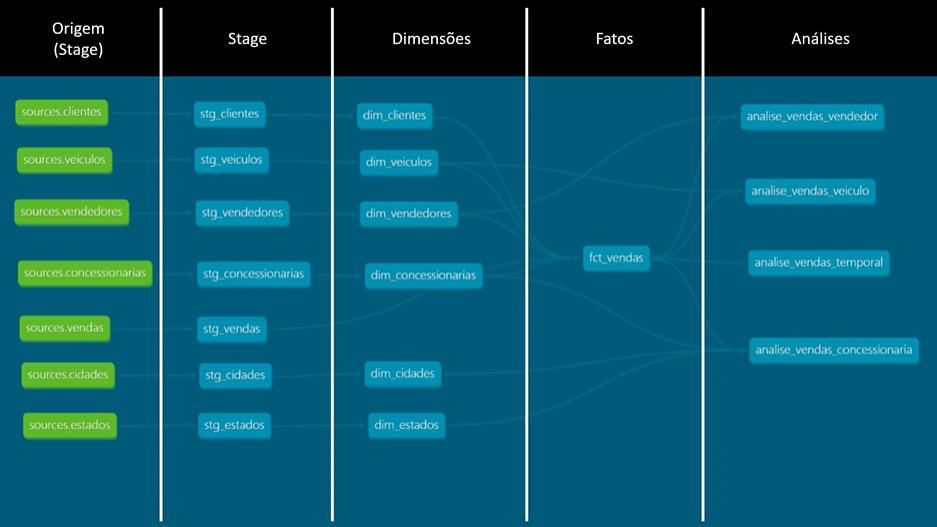 Origem
(Stage)
Stage
Dimensões
Fatos
Análises
sources.clientes
stg_clientes
dim_clientes
analise_vendas_vendedor
sources.veiculos
stg_veiculos
dim_veiculos
analise_vendas_veiculo
sources.vendedores
stg_vendedores
dim_vendedores
fct_vendas
analise_vendas_temporal
sources.concessionarias
stg_concessionarias
dim_concessionarias
sources.vendas
stg_vendas
analise_vendas_concessionaria
sources.cidades
stg_cidades
dim_cidades
sources.estados
stg_estados
dim_estados